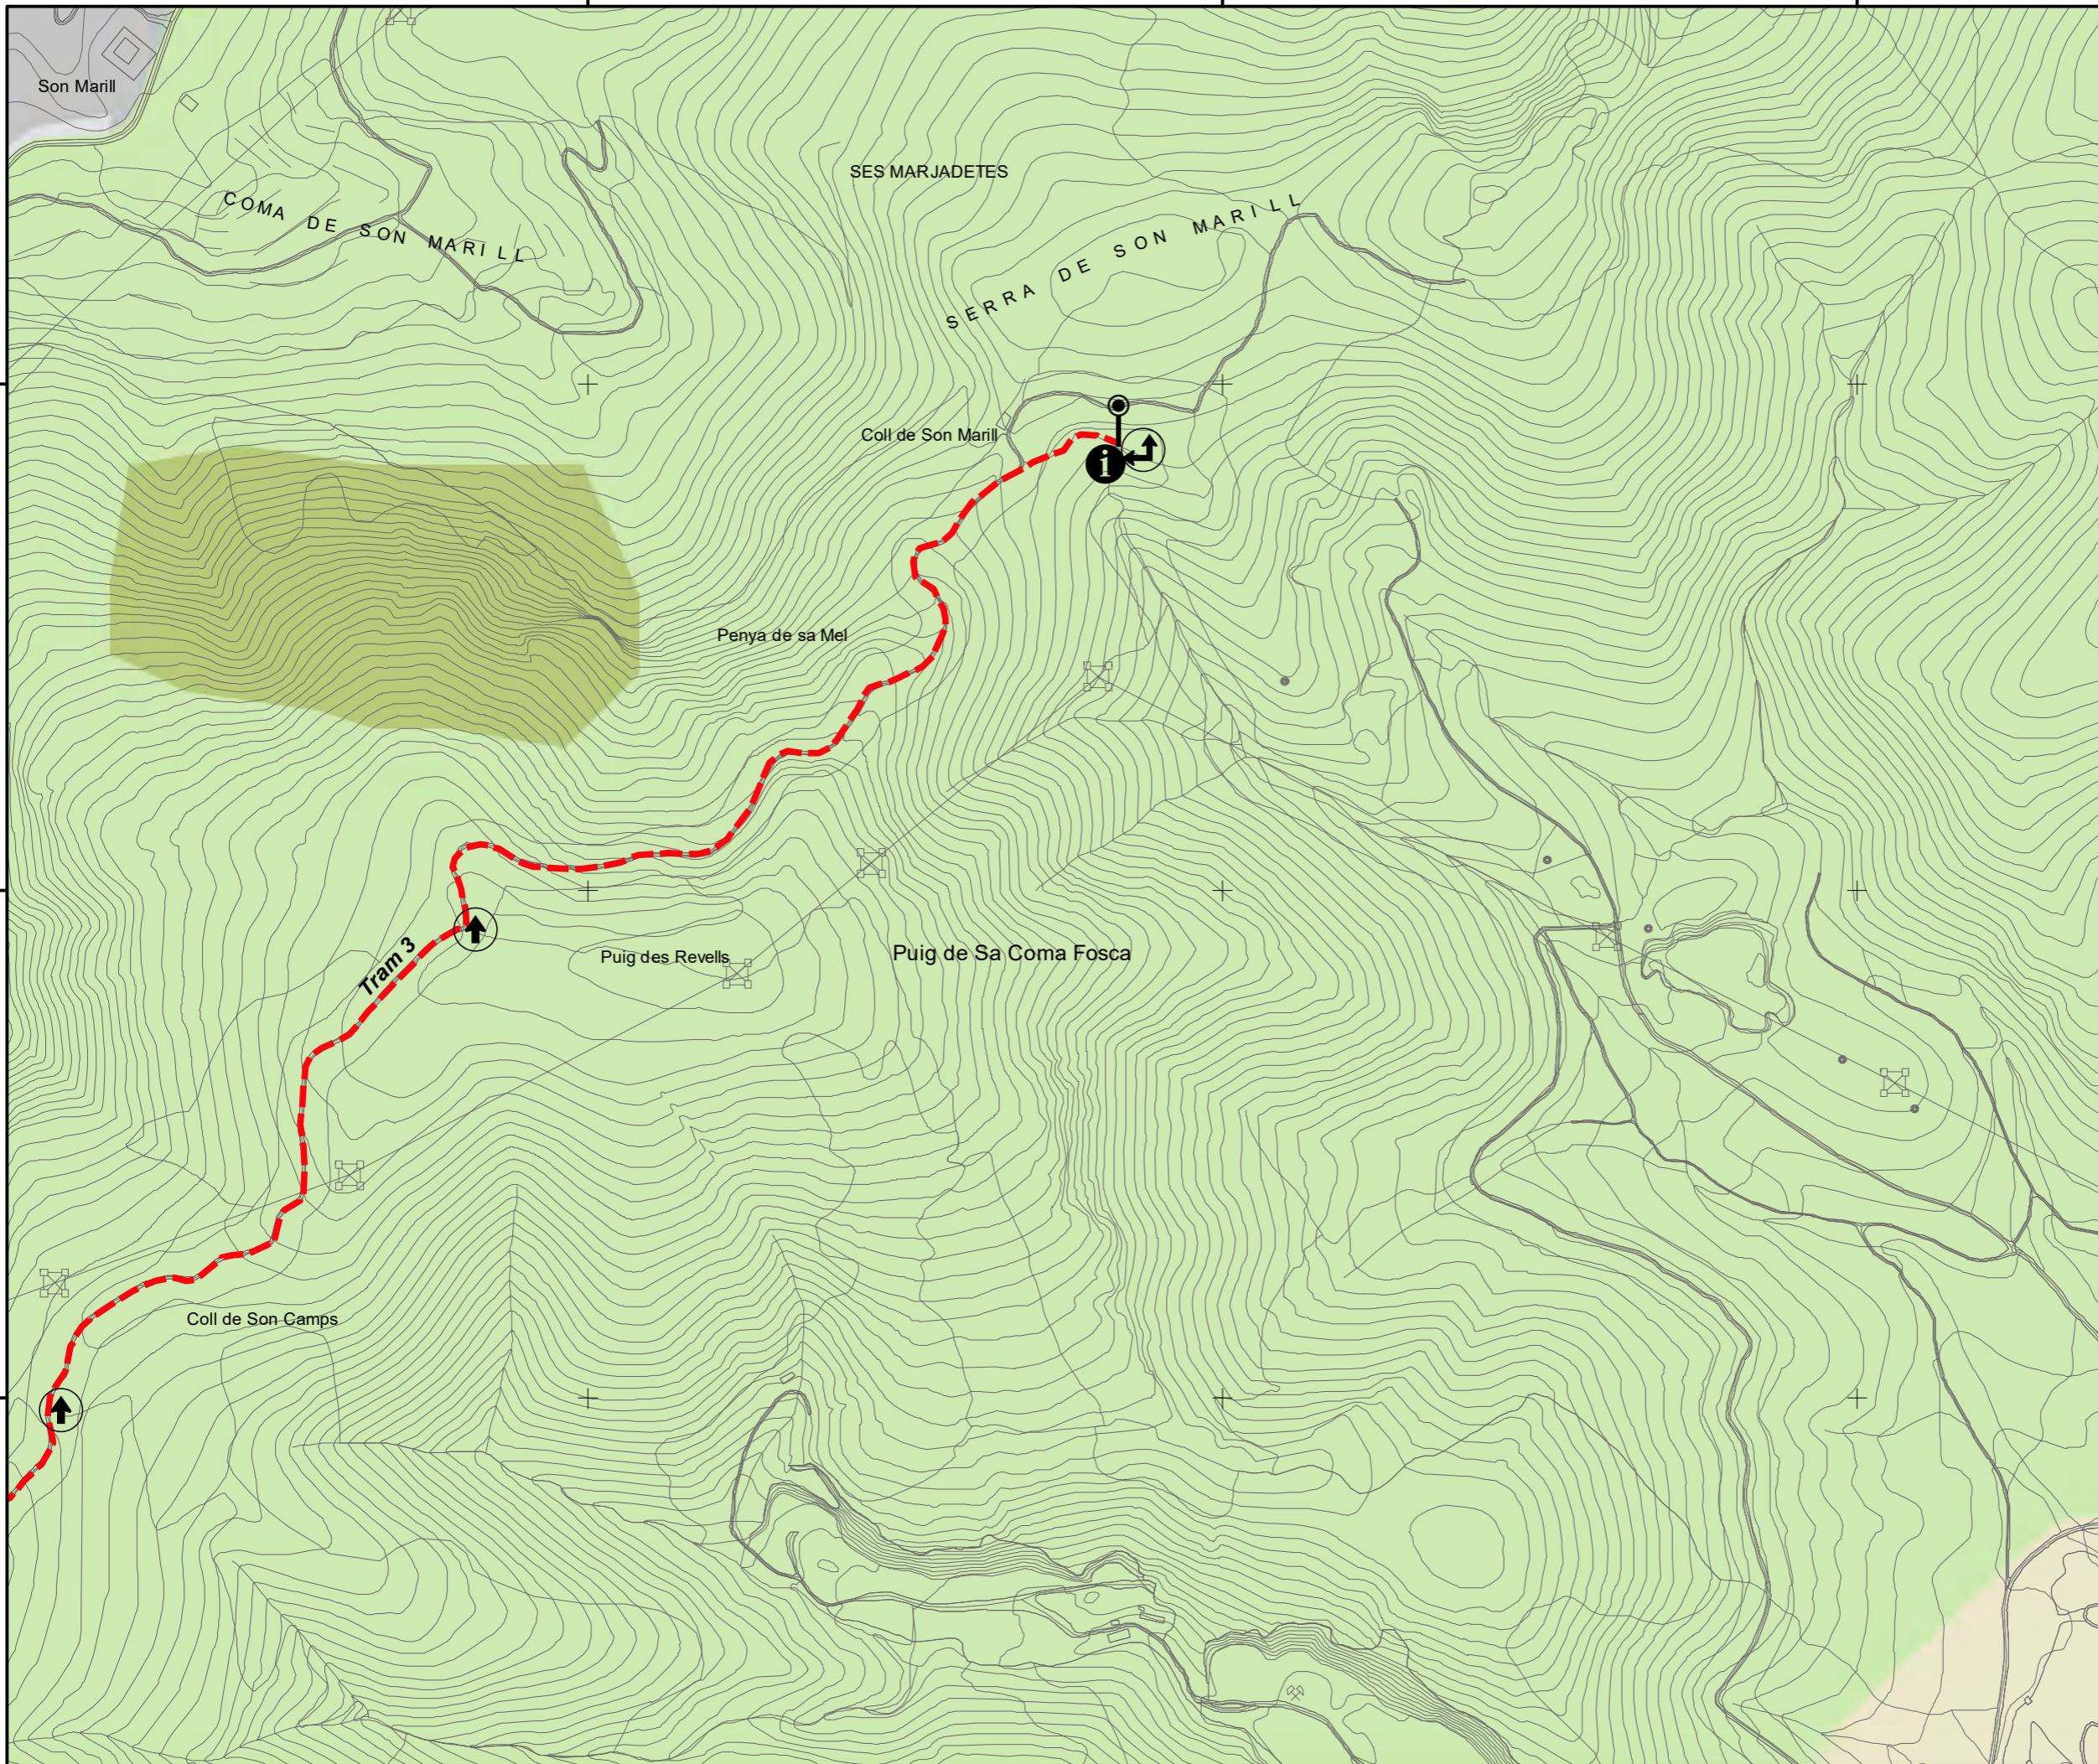 Son Marill
SES MARJADETES
COMA DE SON MARILL
SERRA DE SON MARILL
Coll de Son Marill
i
Penya de sa Mel
Tram 3
Puig des Revells
Puig de Sa Coma Fosca
Coll de Son Camps